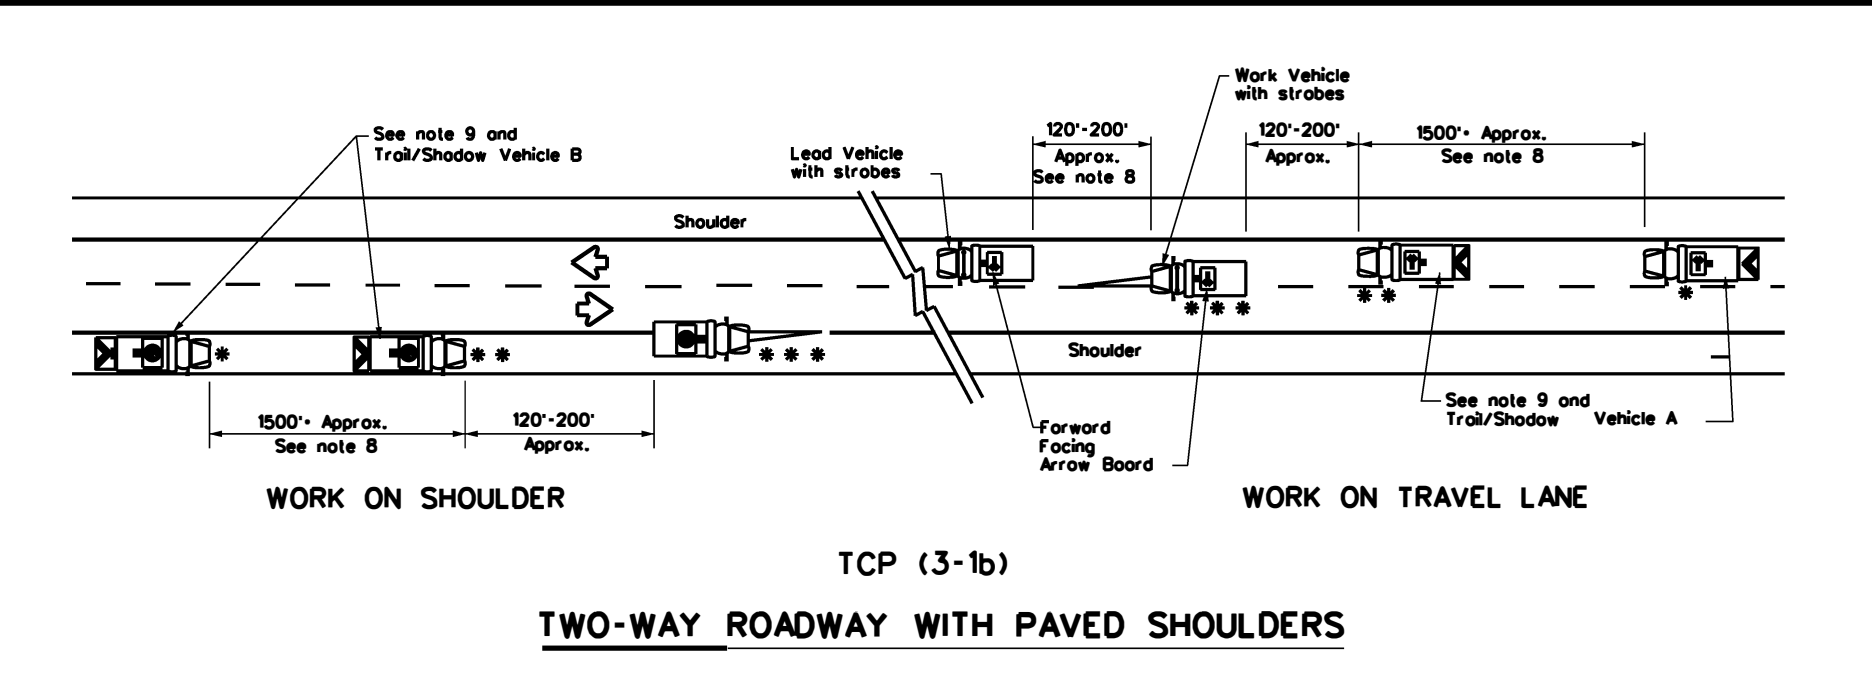 Work Vehicle
with strobes
See note 9 and
Trail/Shadow Vehicle B
Lead Vehicle
with strobes
120'-200'
Approx.
See note 8
120'-200'
Approx.
1500'+ Approx.
See note 8
Shoulder
Shoulder
* ** *** *** ** *
1500'+ Approx.
See note 8
120'-200'
Approx.
See note 9 and
Trail/Shadow Vehicle A
Forward
Facing
Arrow Board
WORK ON SHOULDER
WORK ON TRAVEL LANE
TCP (3-1b)
TWO-WAY ROADWAY WITH PAVED SHOULDERS